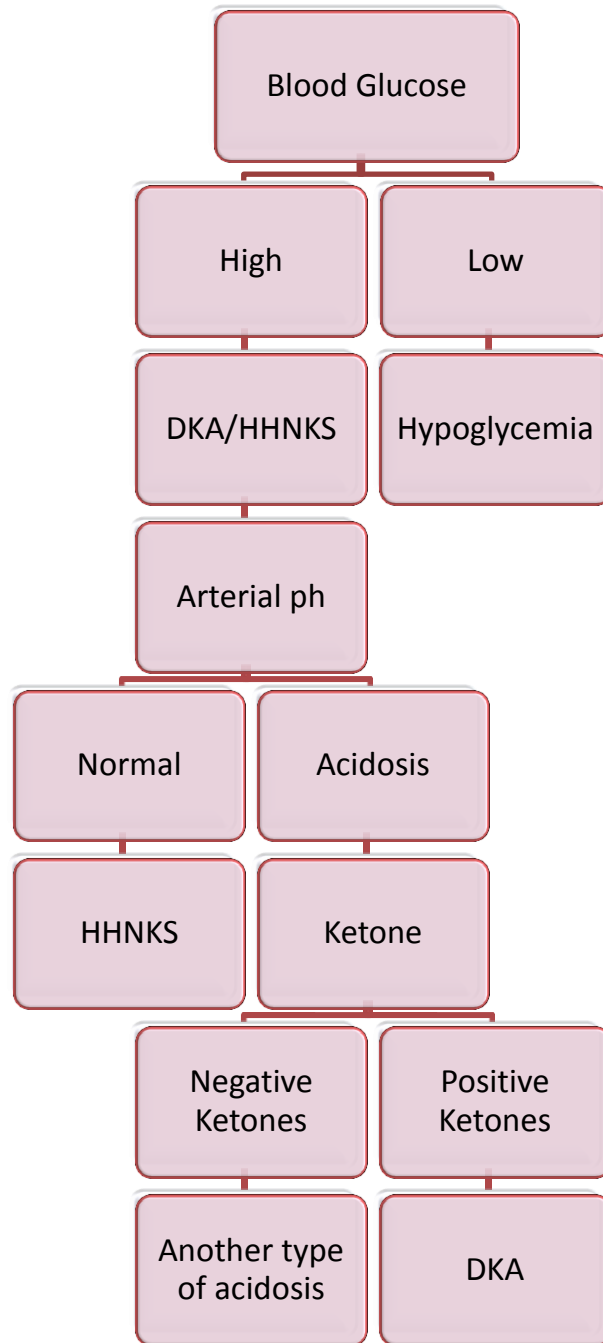 Blood Glucose
High
Low
DKA/HHNKS
Hypoglycemia
Arterial ph
Normal
Acidosis
HHNKS
Ketone
Negative
Ketones
Positive
Ketones
Another type
of acidosis
DKA